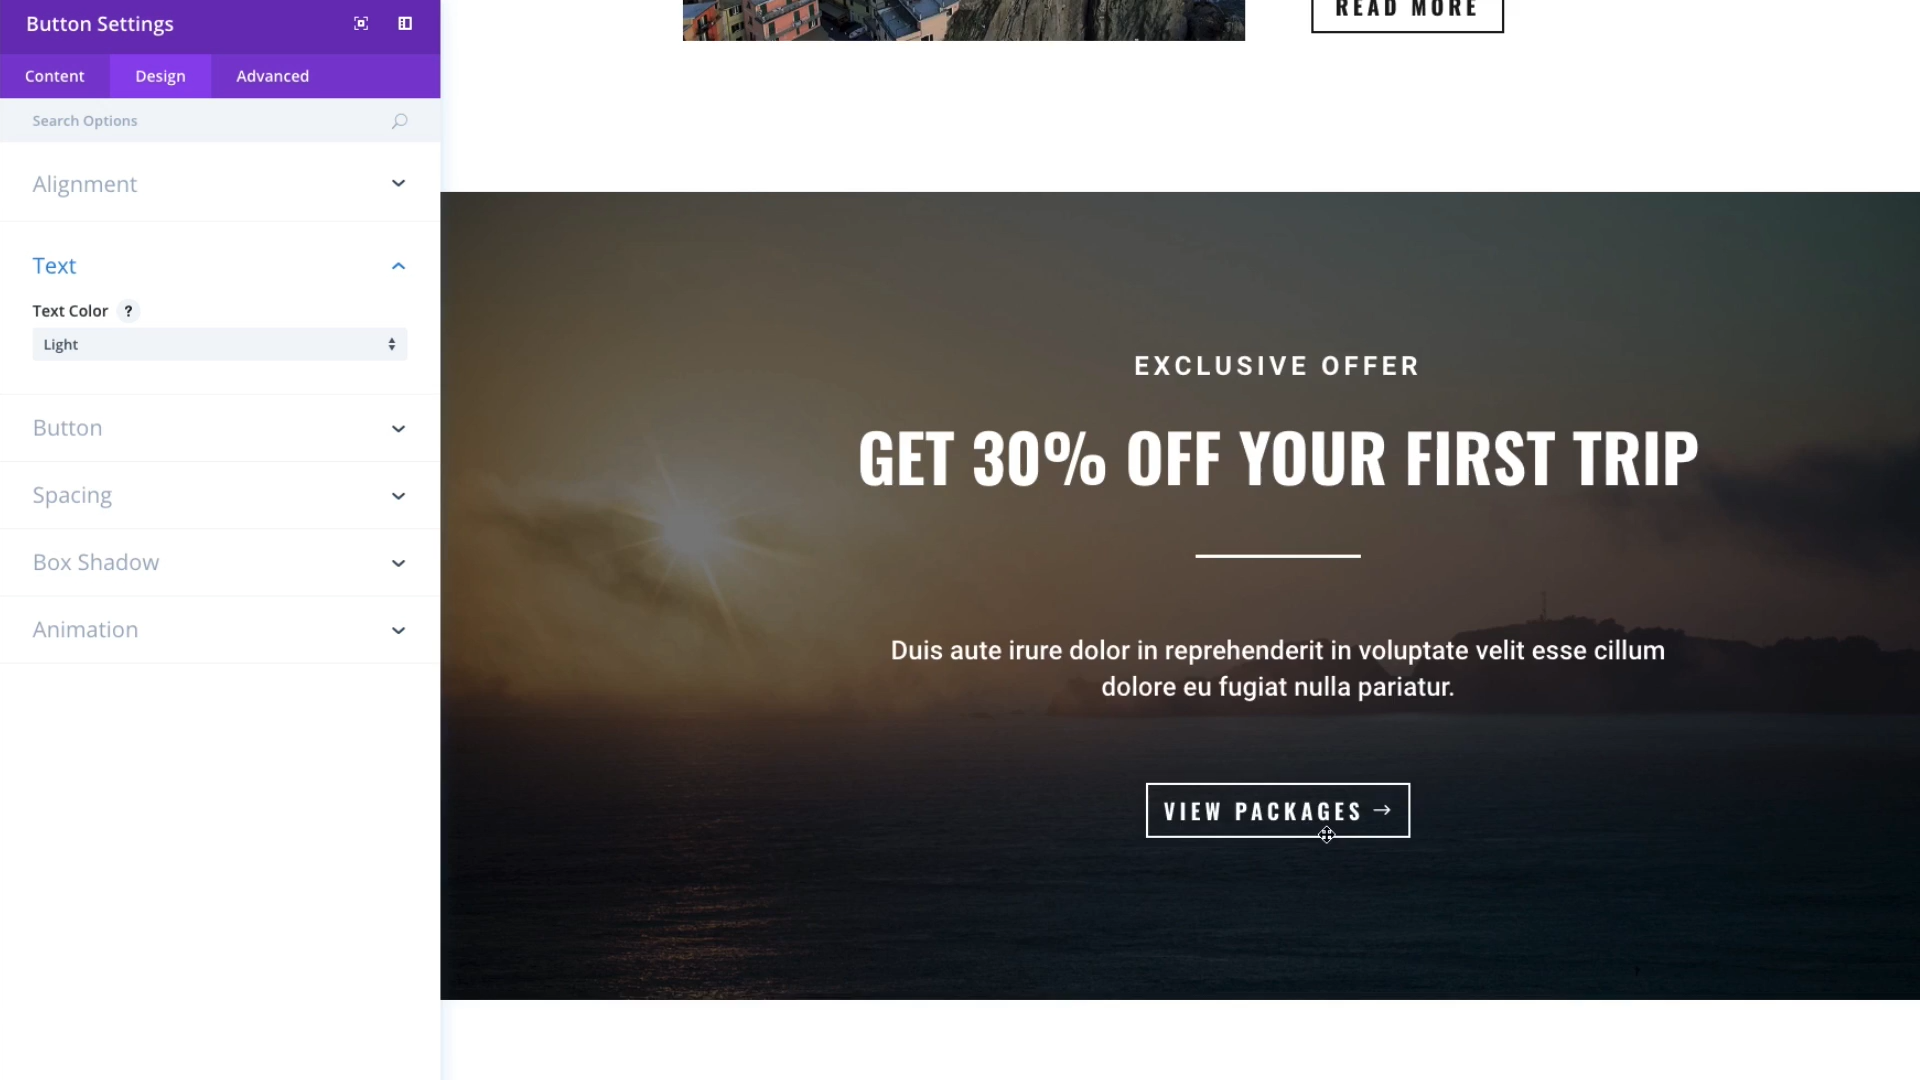 Button Settings
Content Design Advanced
Search Options
Alignment
Text
Text Color ?
Light
Button
Spacing
Box Shadow
Animation
READ MORE
EXCLUSIVE OFFER
GET 30% OFF YOUR FIRST TRIP
Duis aute irure dolor in reprehenderit in voluptate velit esse cillum
dolore eu fugiat nulla pariatur.
VIEW PACKAGES →